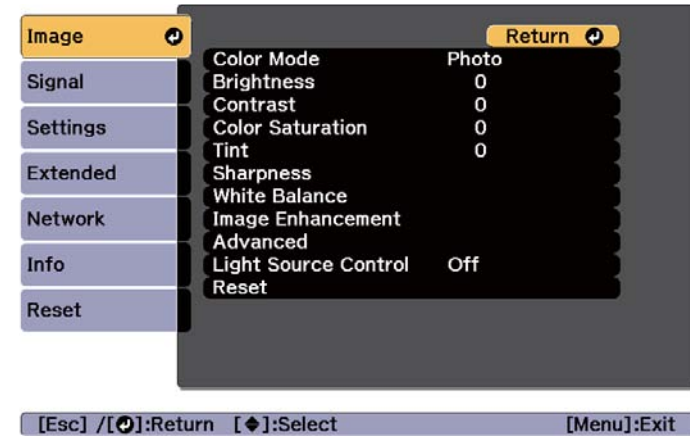 Image
Signal
Settings
Extended
Network
Info
Reset
Return
Color Mode Photo
Brightness 0
Contrast 0
Color Saturation 0
Tint 0
Sharpness
White Balance
Image Enhancement
Advanced
Light Source Control Off
Reset
[Esc] /[⏎]:Return [◆]:Select [Menu]:Exit